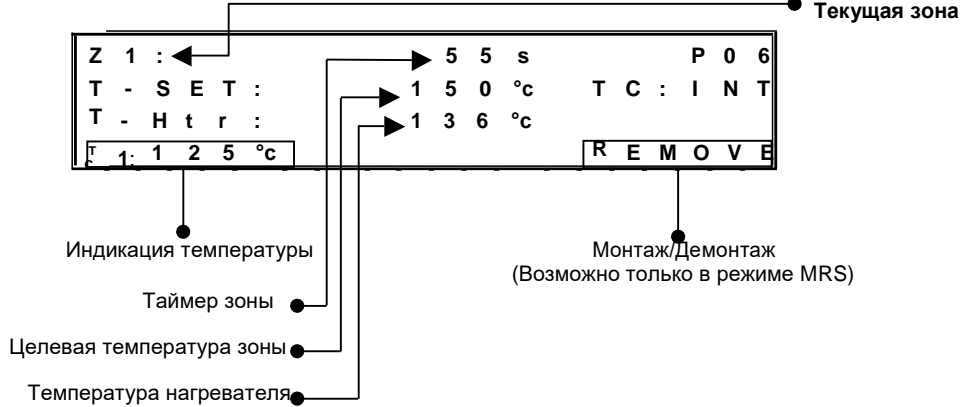 Текущая зона
Z 1 : 5 5 s P 0 6
T - S E T : 1 5 0 °c T C : I N T
T - H t r : 1 3 6 °c
T C 1: 1 2 5 °c R E M O V E
Индикация температуры
Монтаж/Демонтаж
(Возможно только в режиме MRS)
Таймер зоны
Целевая температура зоны
Температура нагревателя